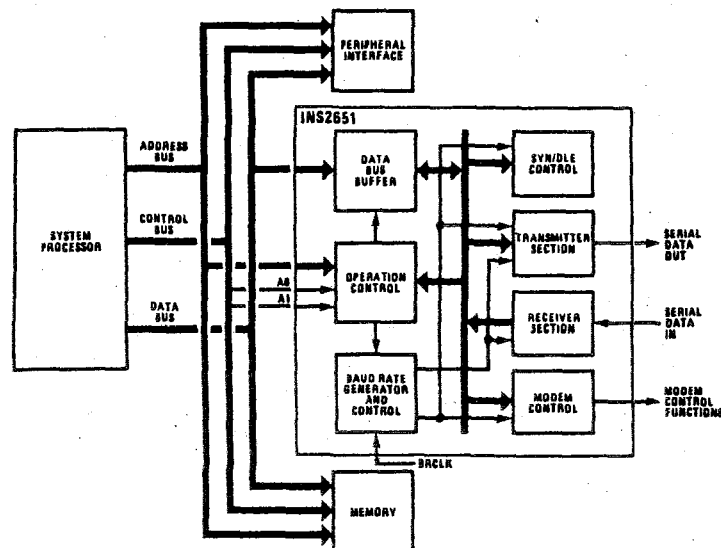 PERIPHERAL
INTERFACE
INS2651
ADDRESS
BUS
DATA
BUS
BUFFER
SYN/DLE
CONTROL
SYSTEM
PROCESSOR
CONTROL
BUS
TRANSMITTER
SECTION
SERIAL
DATA
OUT
OPERATION
CONTROL
A0
A1
DATA
BUS
RECEIVER
SECTION
SERIAL
DATA
IN
BAUD RATE
GENERATOR
AND
CONTROL
MODEM
CONTROL
MODEM
CONTROL
FUNCTIONS
BRCLK
MEMORY